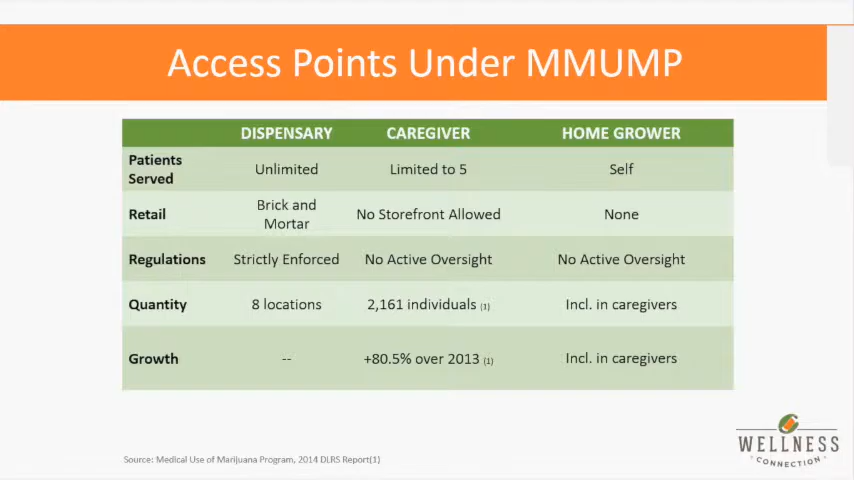 Access Points Under MMUMP
DISPENSARY CAREGIVER HOME GROWER
Patients
Served
Unlimited Limited to 5 Self
Retail
Brick and
Mortar
No Storefront Allowed None
Regulations Strictly Enforced No Active Oversight No Active Oversight
Quantity 8 locations 2,161 individuals (1) Incl. in caregivers
Growth -- +80.5% over 2013 (1) Incl. in caregivers
Source: Medical Use of Marijuana Program, 2014 DLRS Report(1)
WELLNESS
CONNECTION